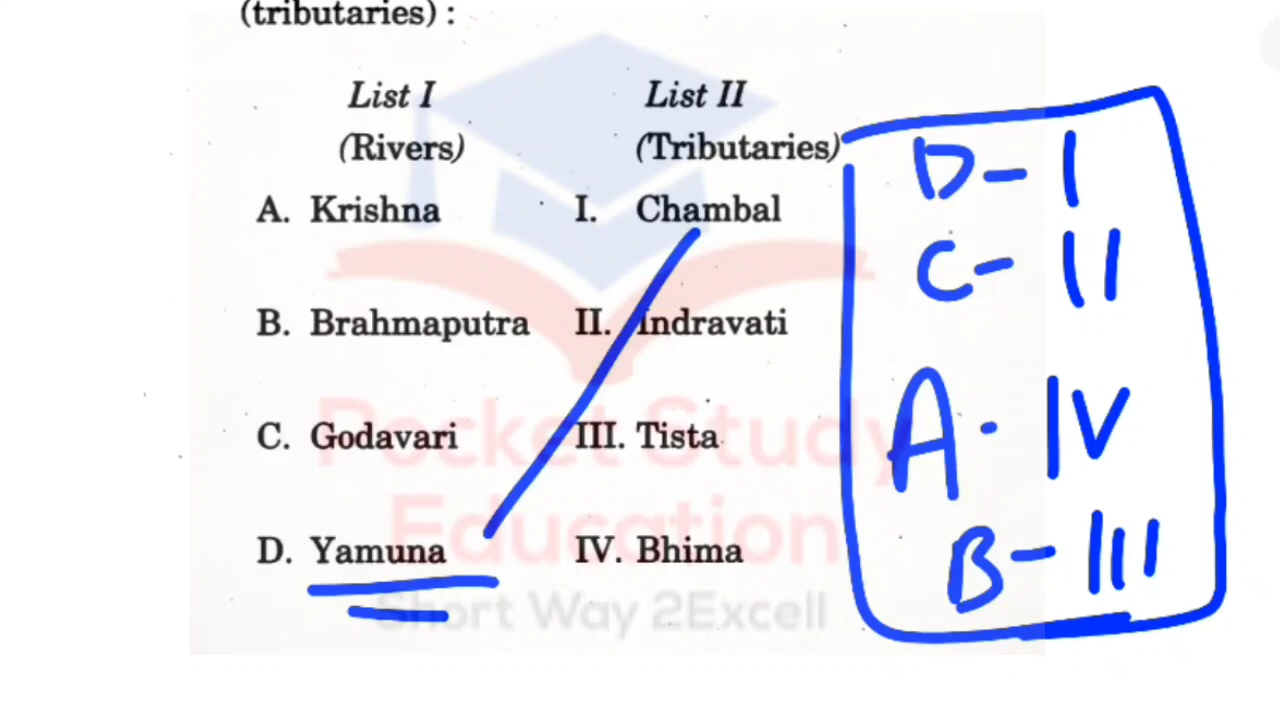 (tributaries) :
List I List II
(Rivers) (Tributaries)
A. Krishna I. Chambal
B. Brahmaputra II. Indravati
C. Godavari III. Tista
D. Yamuna IV. Bhima
D - I
C - II
A - IV
B - III
Pocket Study
Education
Short Way 2Excell